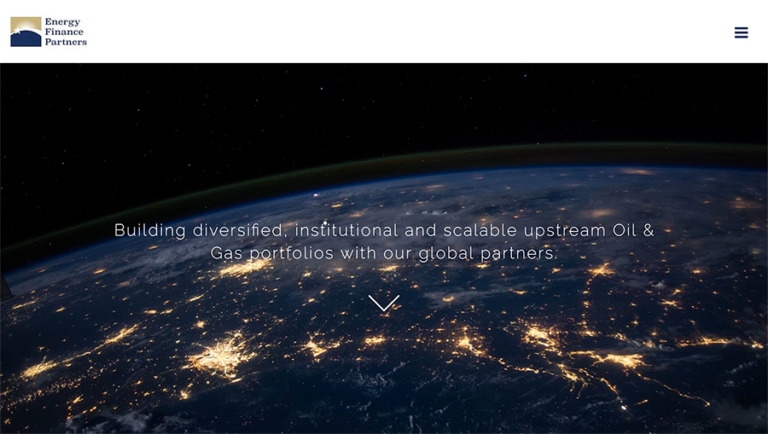 Energy
Finance
Partners
Building diversified, institutional and scalable upstream Oil &
Gas portfolios with our global partners.